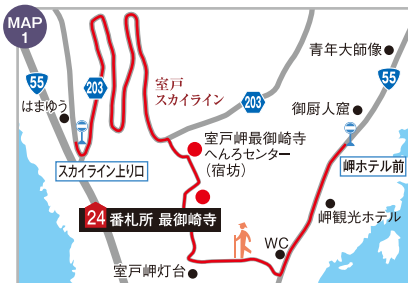 MAP
1
55
はまゆう
203
室戸
スカイライン
203
青年大師像
55
御厨人窟
室戸岬最御崎寺
へんろセンター
(宿坊)
スカイライン上り口
岬ホテル前
24 番札所 最御崎寺
岬観光ホテル
WC
室戸岬灯台